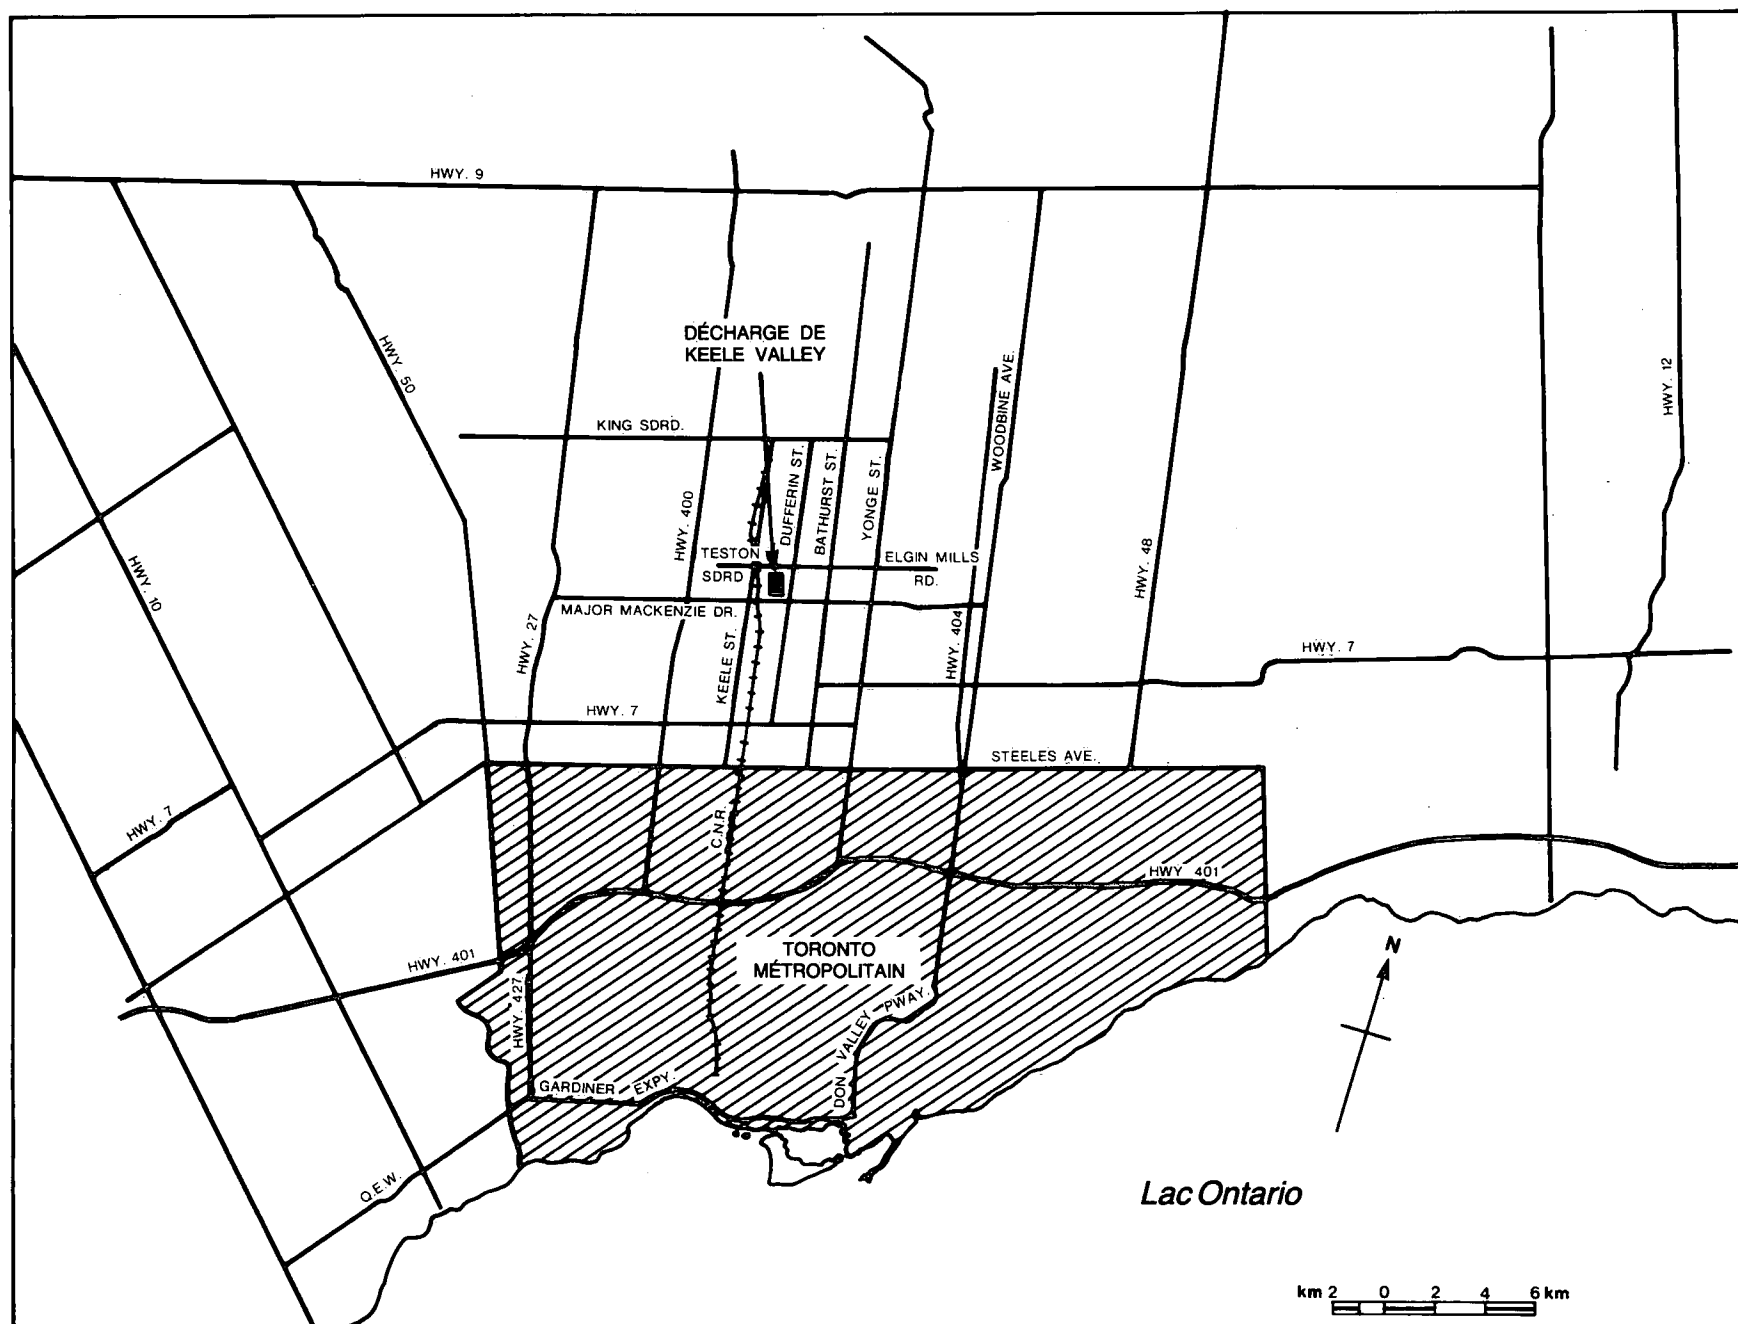 HWY. 9
DÉCHARGE DE
KEELE VALLEY
HWY. 50
WOODBINE AVE.
HWY. 12
KING SDRD.
DUFFERIN ST.
BATHURST ST.
YONGE ST.
HWY. 400
TESTON
SDRD
ELGIN MILLS
RD.
HWY. 48
HWY. 10
MAJOR MACKENZIE DR.
HWY. 27
KEELE ST.
HWY. 404
HWY. 7
HWY. 7
STEELES AVE.
HWY. 7
C.N.R.
HWY 401
TORONTO
MÉTROPOLITAIN
HWY. 401
HWY. 427
DON VALLEY PWAY.
N
GARDINER EXPY.
Q.E.W.
Lac Ontario
km 2 0 2 4 6 km